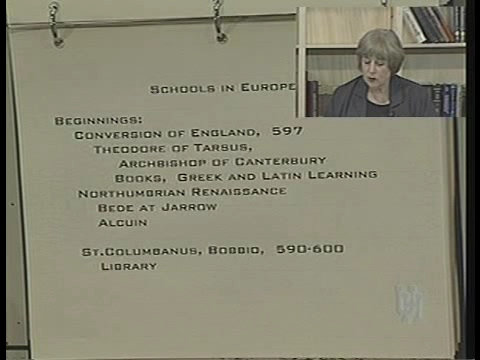 Schools in Europe
Beginnings:
Conversion of England, 597
Theodore of Tarsus,
Archbishop of Canterbury
Books, Greek and Latin Learning
Northumbrian Renaissance
Bede at Jarrow
Alcuin
St.Columbanus, Bobbio, 590-600
Library